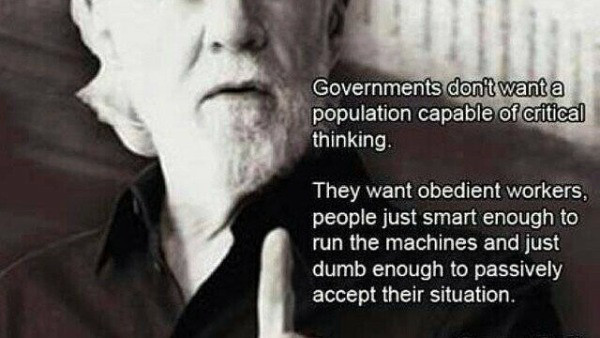 Governments don't want a
population capable of critical
thinking.
They want obedient workers,
people just smart enough to
run the machines and just
dumb enough to passively
accept their situation.